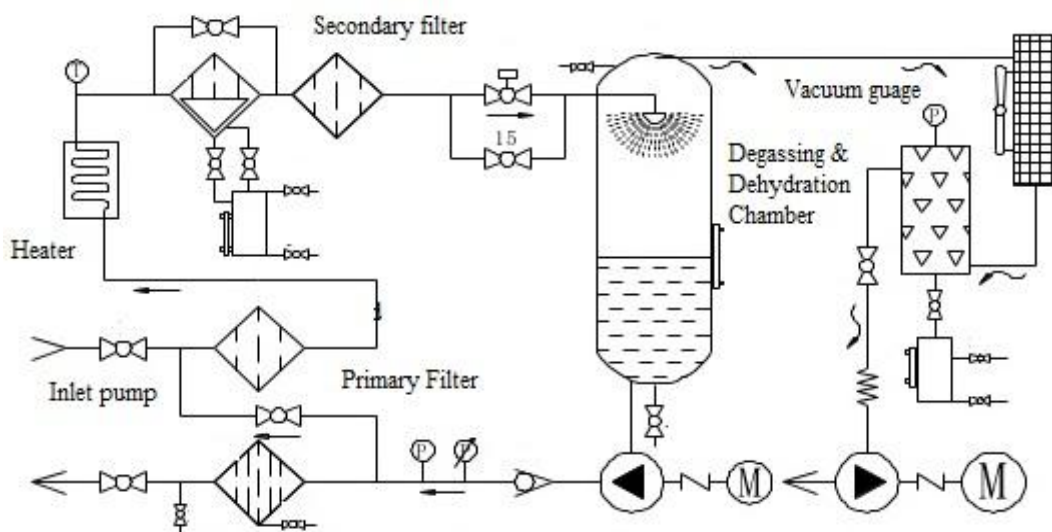 Secondary filter
T
Vacuum guage
P
15
Degassing &
Dehydration
Chamber
Heater
Inlet pump
Primary Filter
P
P
M
M